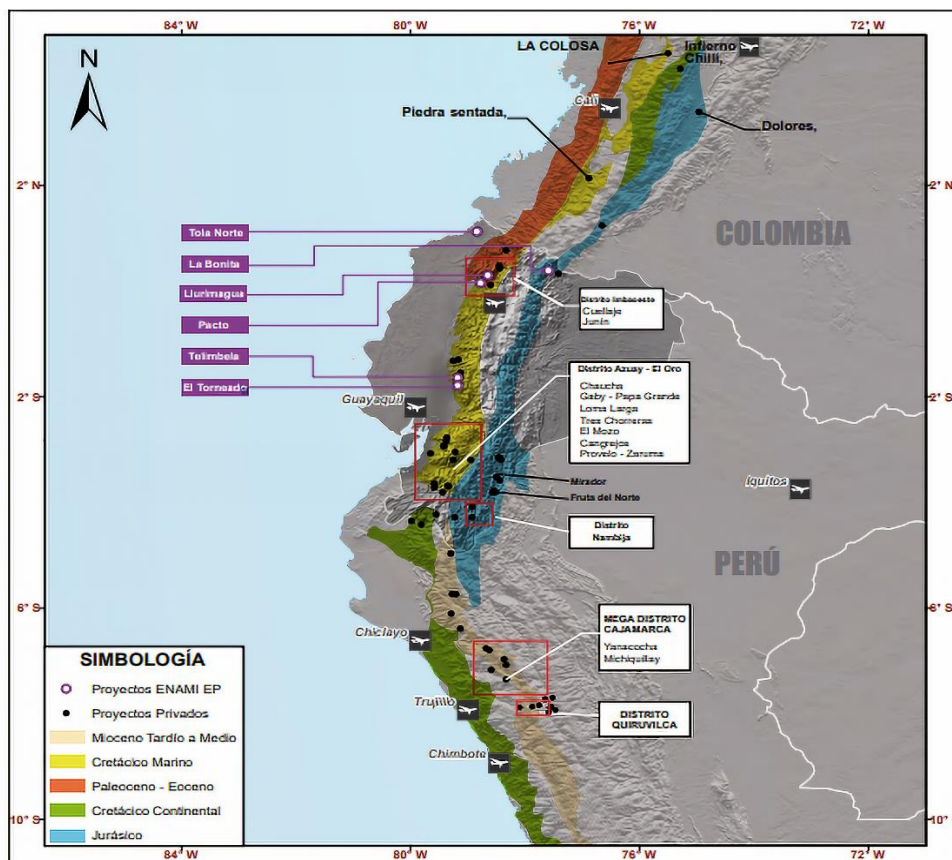 84° W
80° W
76° W
72° W
N
LA COLOSA
Infierno
Chilli,
Cali
Piedra sentada,
Dolores,
2° N
COLOMBIA
Tola Norte
La Bonita
Llurimagua
Pacto
Telimbela
El Torneado
Distrito Imbaoeste
Cuellaje
Junín
2° S
Guayaquil
Distrito Azuay - El Oro
Chaucha
Gaby - Papa Grande
Loma Larga
Tres Chorreras
El Mozo
Cangrejos
Provelo - Zaruma
Mirador
Fruta del Norte
Iquitos
Distrito
Nambija
PERÚ
6° S
Chiclayo
MEGA DISTRITO
CAJAMARCA
Yanacocha
Michiquillay
Trujillo
DISTRITO
QUIRUVILCA
Chimbote
SIMBOLOGÍA
Proyectos ENAMI EP
Proyectos Privados
Mioceno Tardío a Medio
Cretácico Marino
Paleoceno - Eoceno
Cretácico Continental
Jurásico
10° S
2° N
2° S
6° S
10° S
84° W
80° W
76° W
72° W